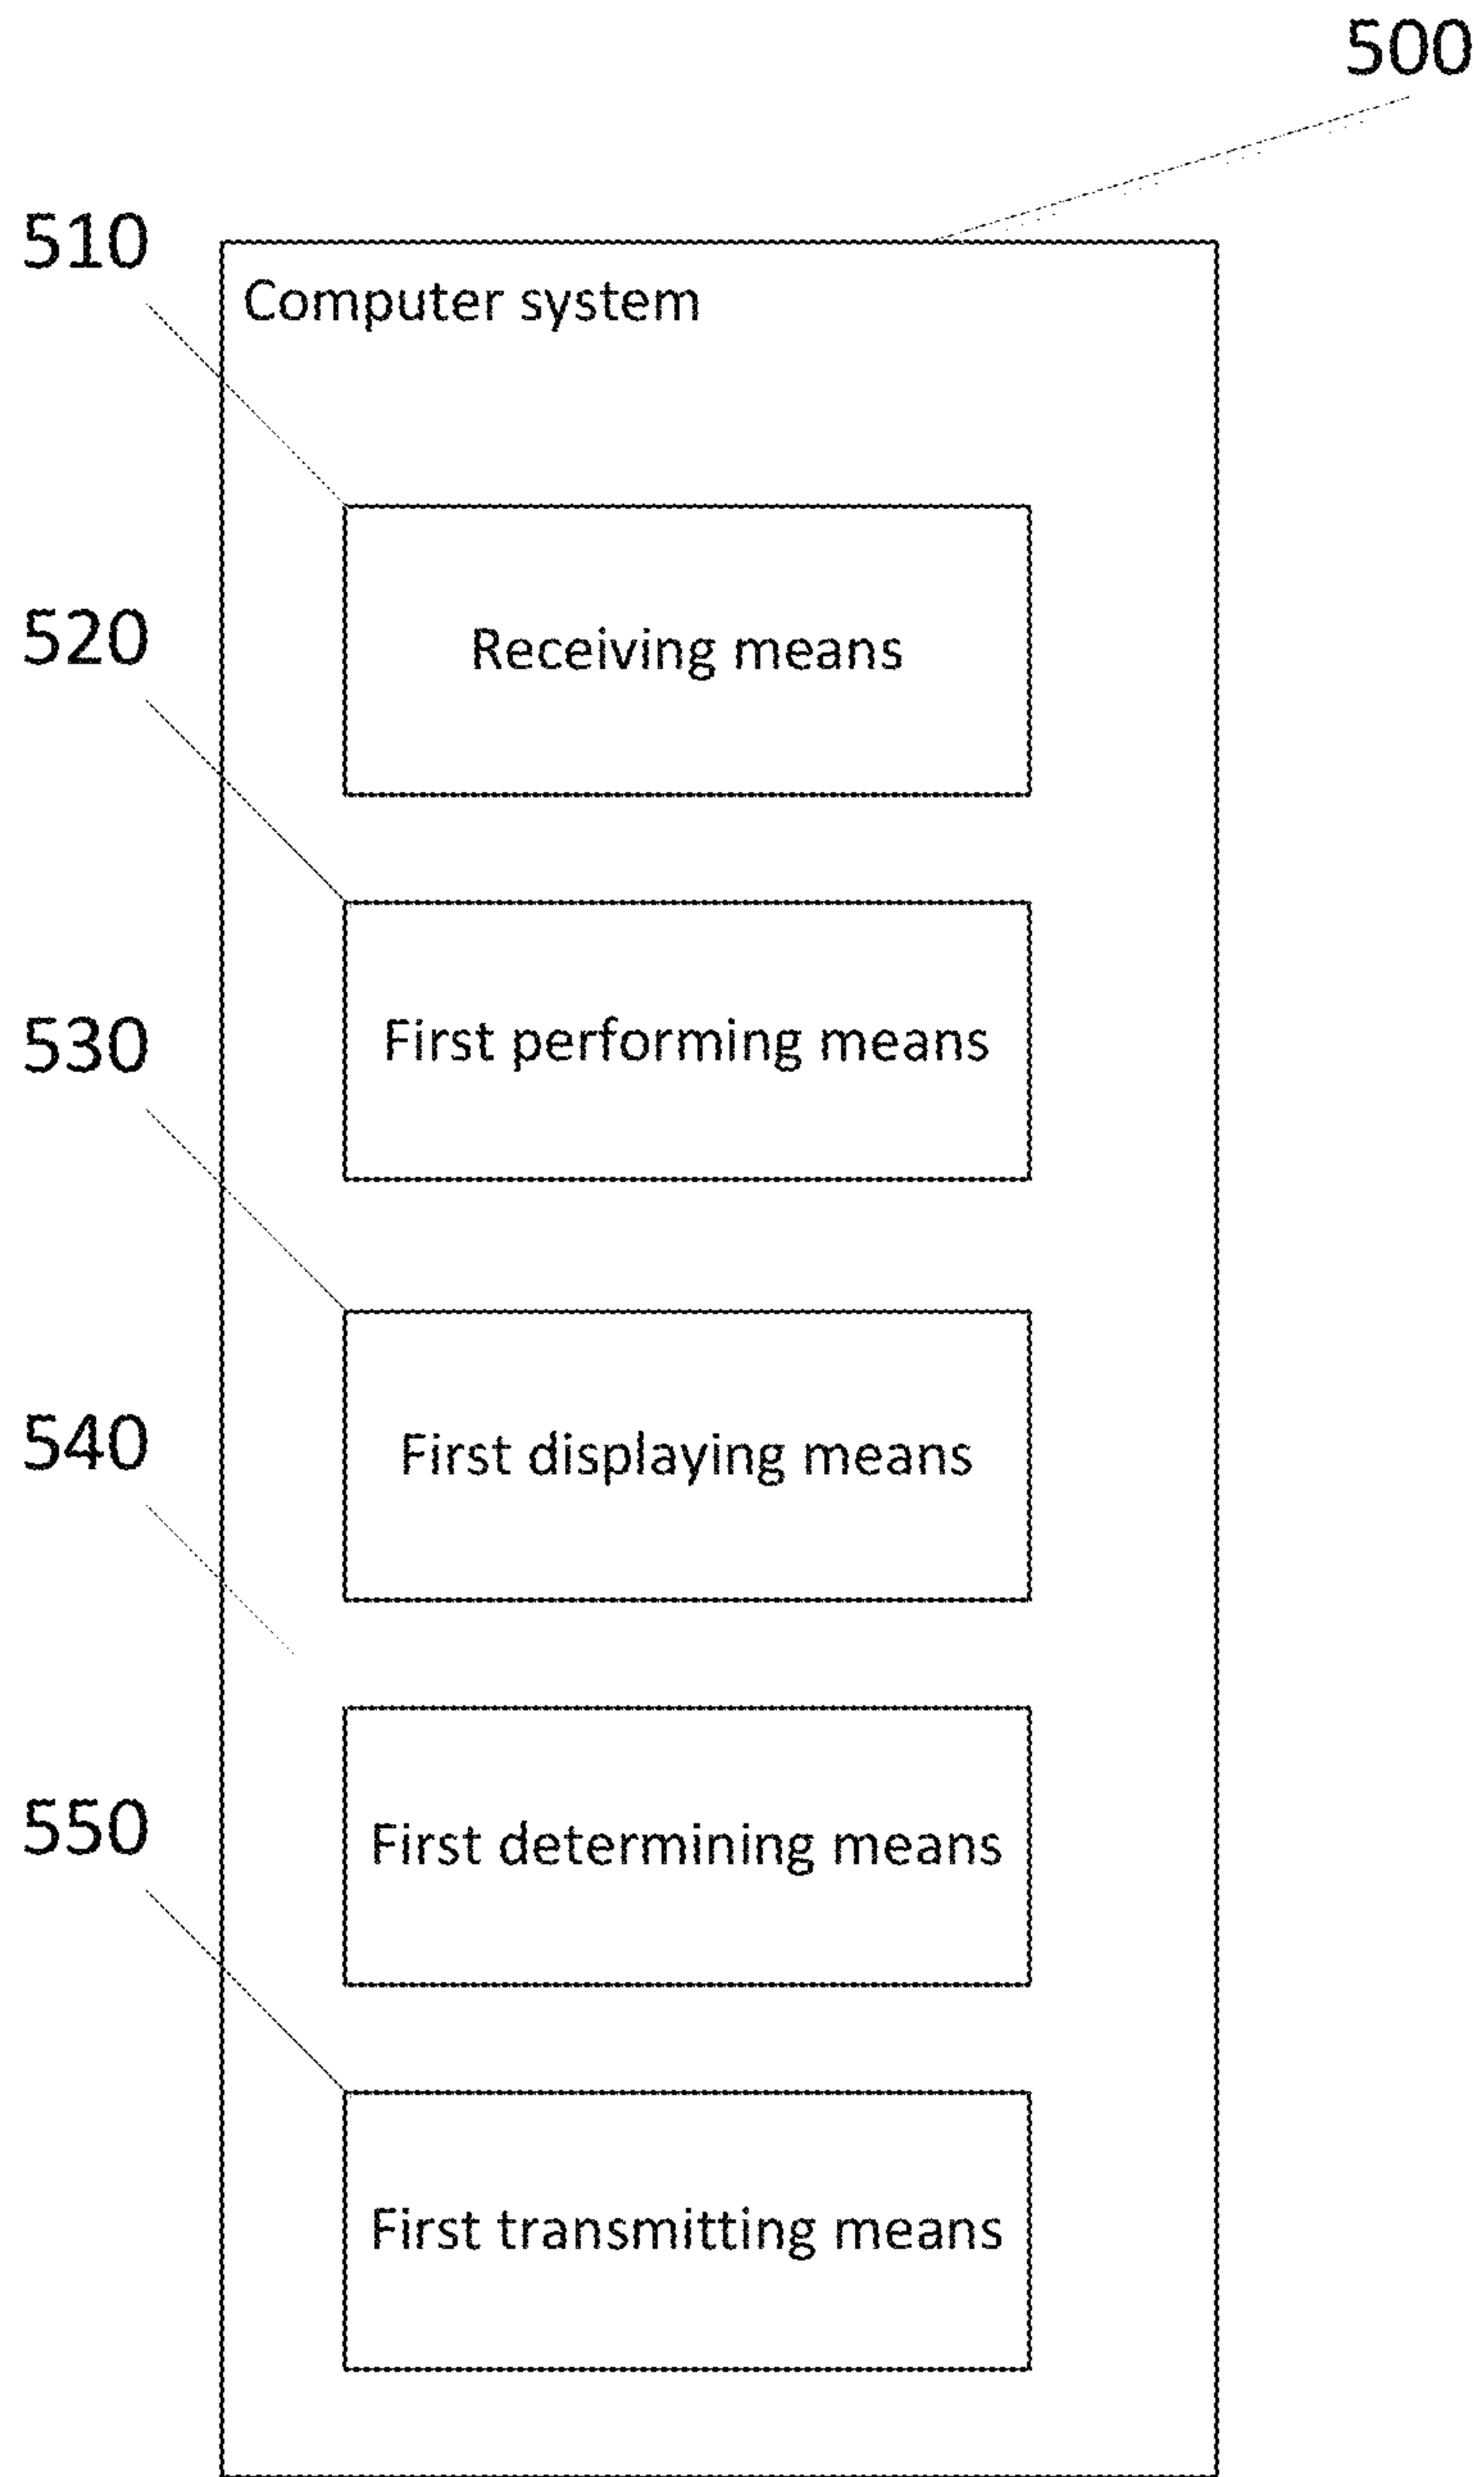 500
510
Computer system
520
Receiving means
530
First performing means
540
First displaying means
550
First determining means
First transmitting means